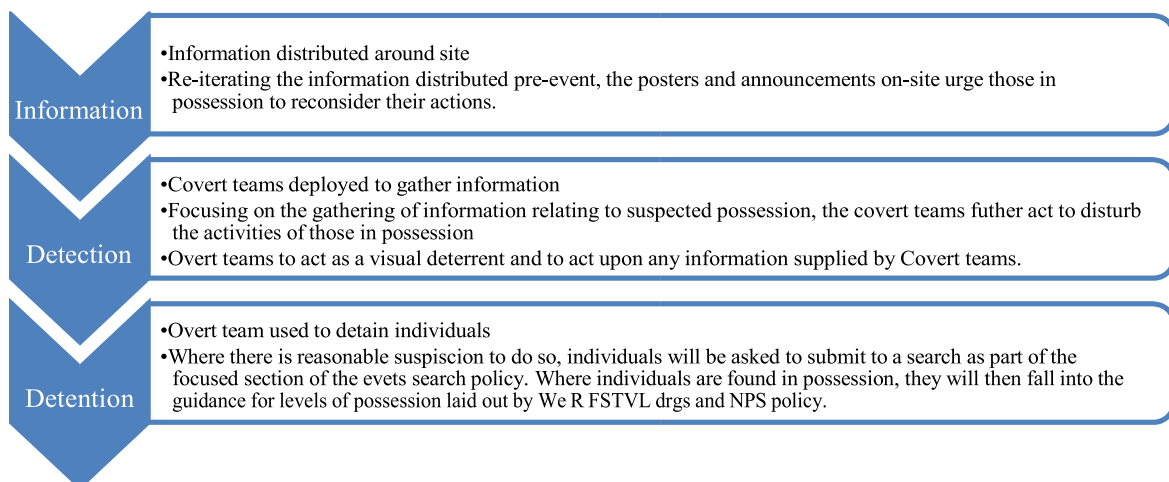 Information
•Information distributed around site
•Re-iterating the information distributed pre-event, the posters and announcements on-site urge those in
possession to reconsider their actions.
Detection
•Covert teams deployed to gather information
•Focusing on the gathering of information relating to suspected possession, the covert teams futher act to disturb
the activities of those in possession
•Overt teams to act as a visual deterrent and to act upon any information supplied by Covert teams.
Detention
•Overt team used to detain individuals
•Where there is reasonable suspiscion to do so, individuals will be asked to submit to a search as part of the
focused section of the evets search policy. Where individuals are found in possession, they will then fall into the
guidance for levels of possession laid out by We R FSTVL drgs and NPS policy.